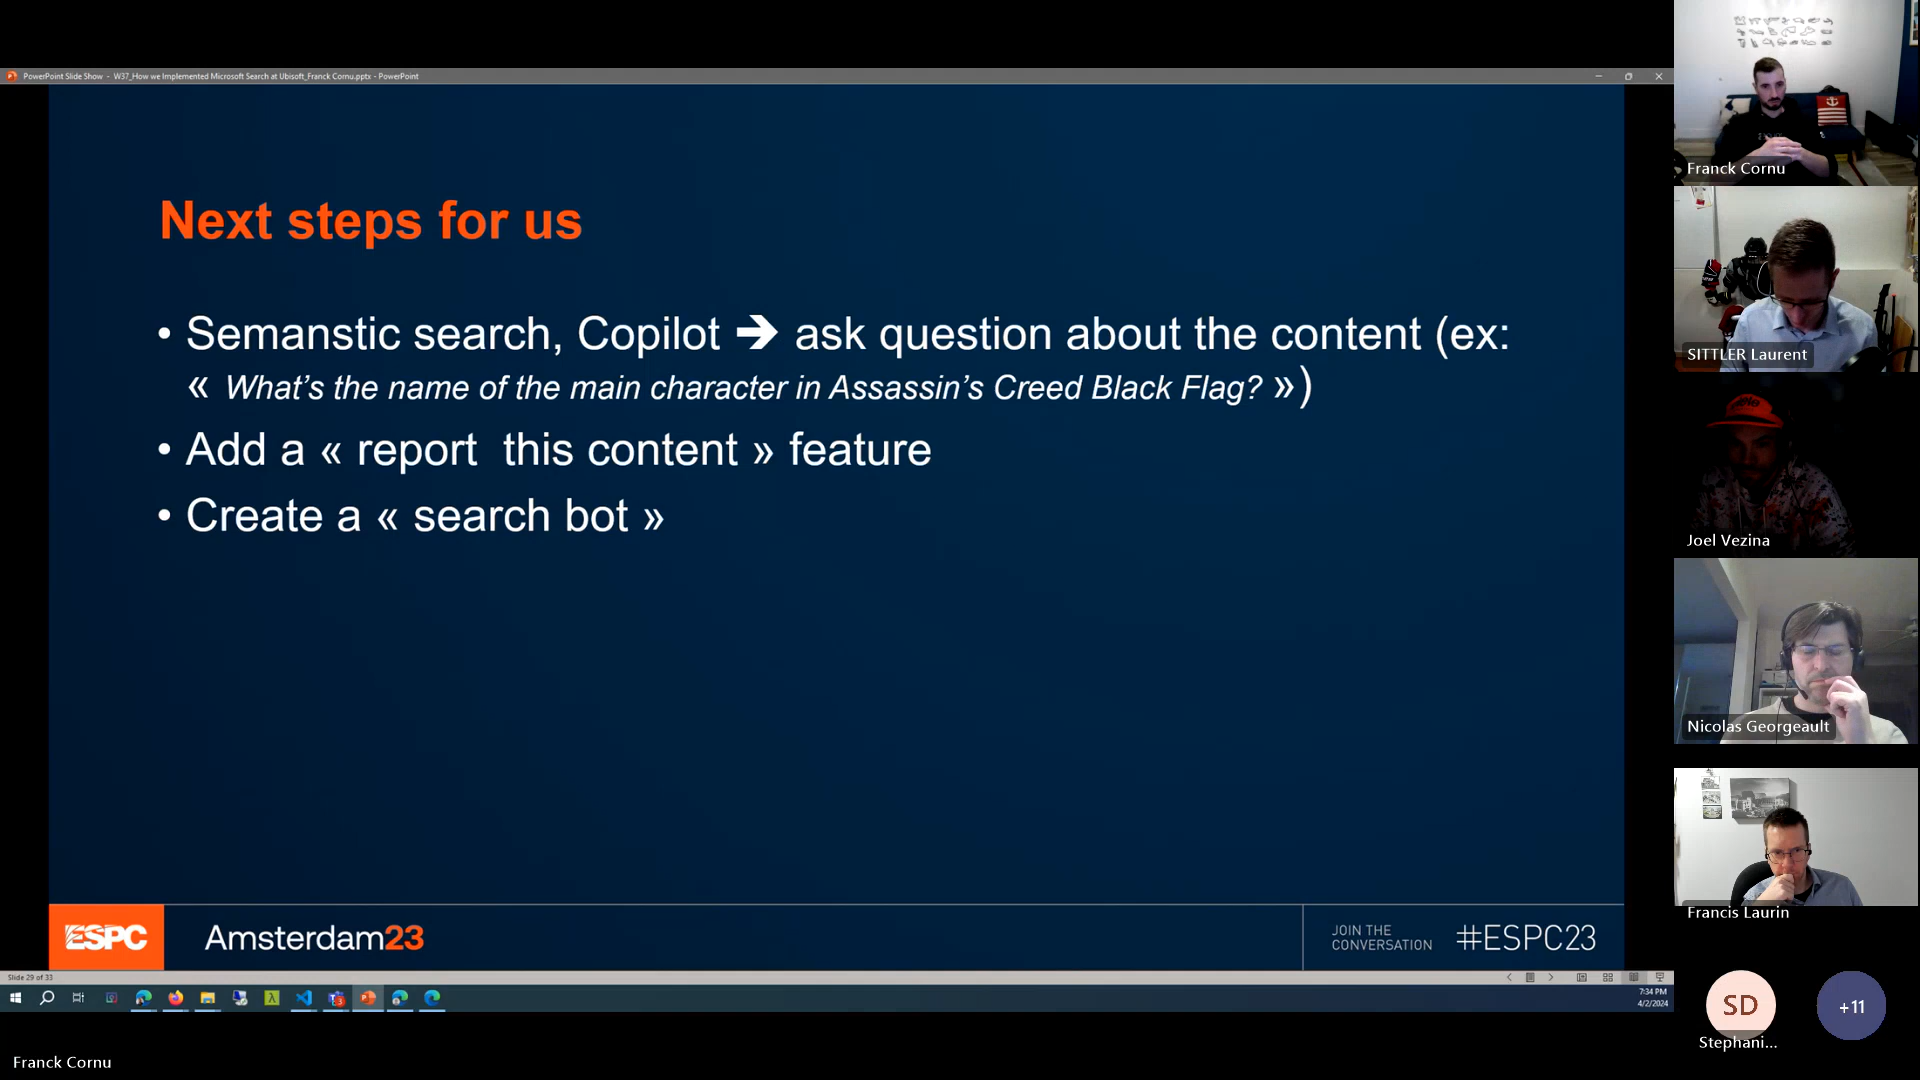 PowerPoint Slide Show - W37_How we Implemented Microsoft Search at Ubisoft_Franck Cornu.pptx - PowerPoint
Next steps for us
• Semanstic search, Copilot ➔ ask question about the content (ex:
« What's the name of the main character in Assassin's Creed Black Flag? »)
• Add a « report  this content » feature
• Create a « search bot »
ESPC
Amsterdam23
JOIN THE
CONVERSATION
#ESPC23
Slide 29 of 33
7:34 PM
4/2/2024
Franck Cornu
Franck Cornu
SITTLER Laurent
Joel Vezina
Nicolas Georgeault
Francis Laurin
SD
Stephani...
+11